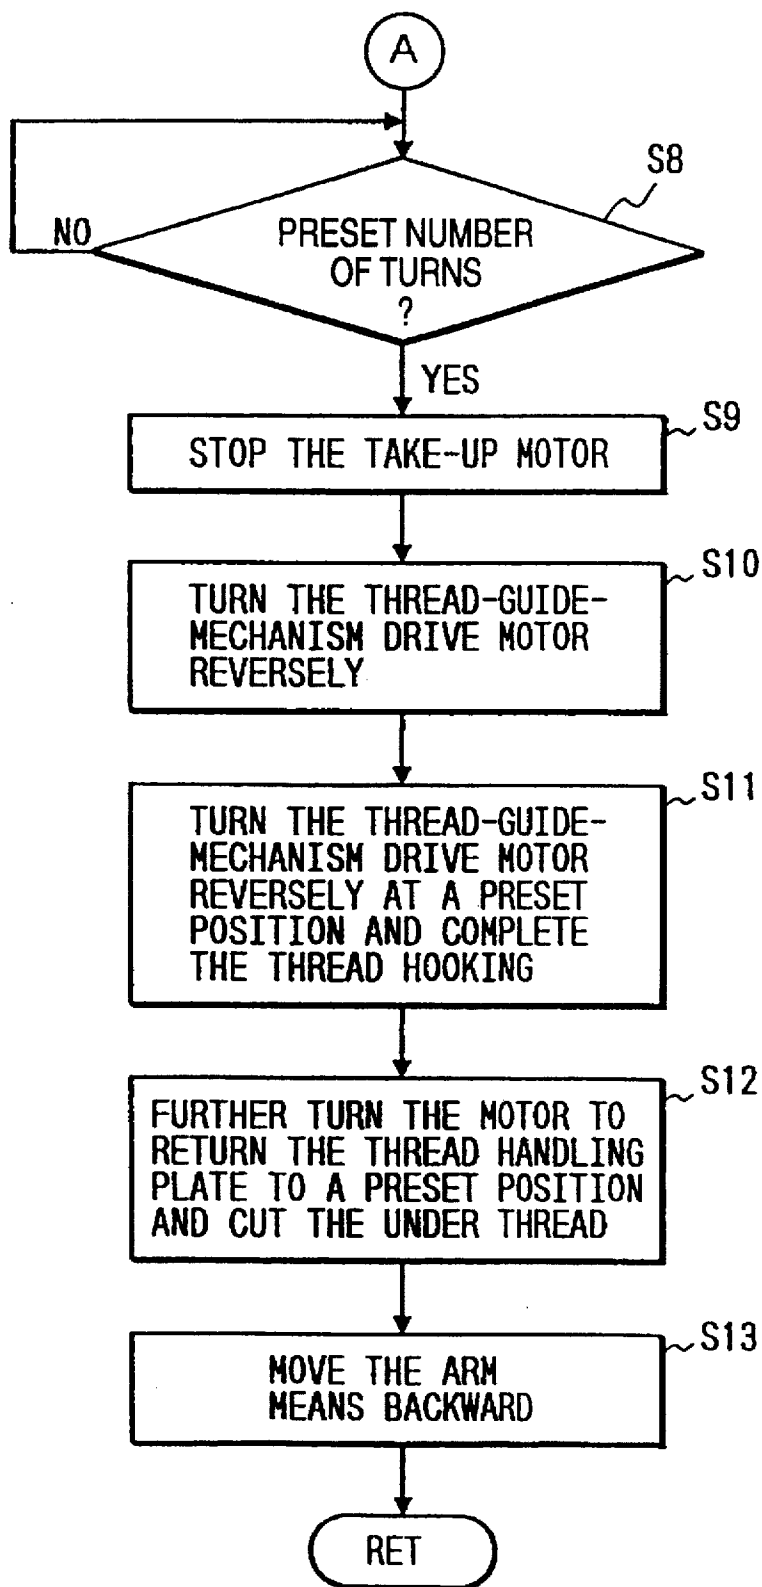 A
S8
NO
PRESET NUMBER
OF TURNS
?
YES
S9
STOP THE TAKE-UP MOTOR
S10
TURN THE THREAD-GUIDE-
MECHANISM DRIVE MOTOR
REVERSELY
S11
TURN THE THREAD-GUIDE-
MECHANISM DRIVE MOTOR
REVERSELY AT A PRESET
POSITION AND COMPLETE
THE THREAD HOOKING
S12
FURTHER TURN THE MOTOR TO
RETURN THE THREAD HANDLING
PLATE TO A PRESET POSITION
AND CUT THE UNDER THREAD
S13
MOVE THE ARM
MEANS BACKWARD
RET